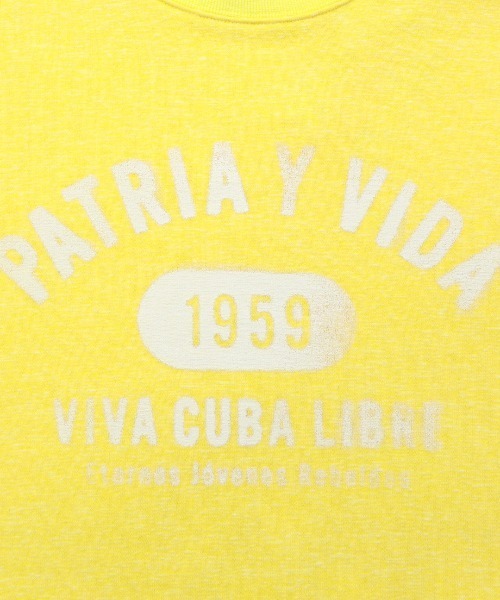 PATRIA Y VIDA
1959
VIVA CUBA LIBRE
Eternos Jóvenes Rebeldes